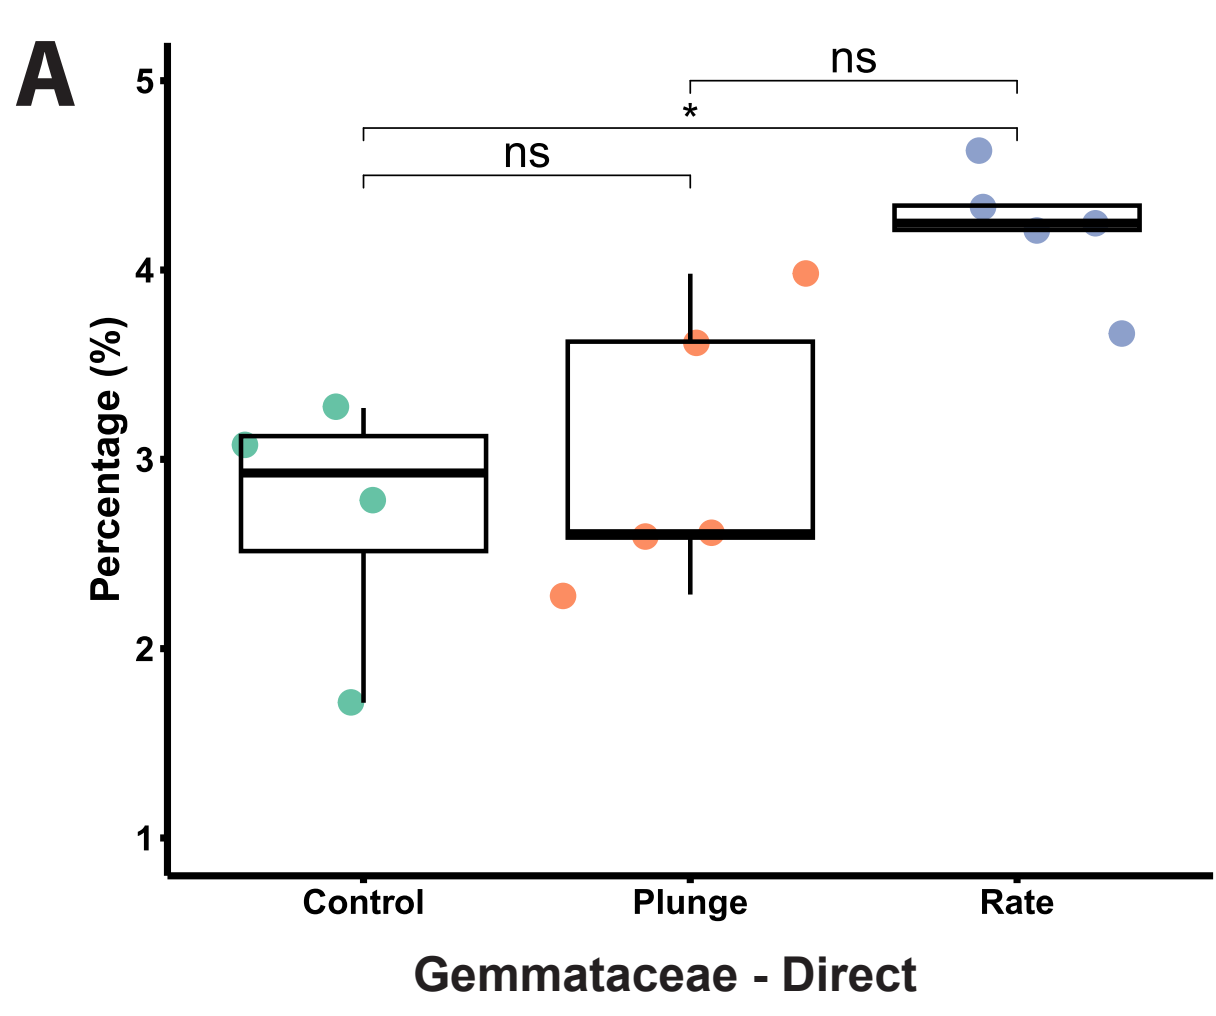 A
5
4
3
2
1
Percentage (%)
ns
*
ns
Control Plunge Rate
Gemmataceae - Direct